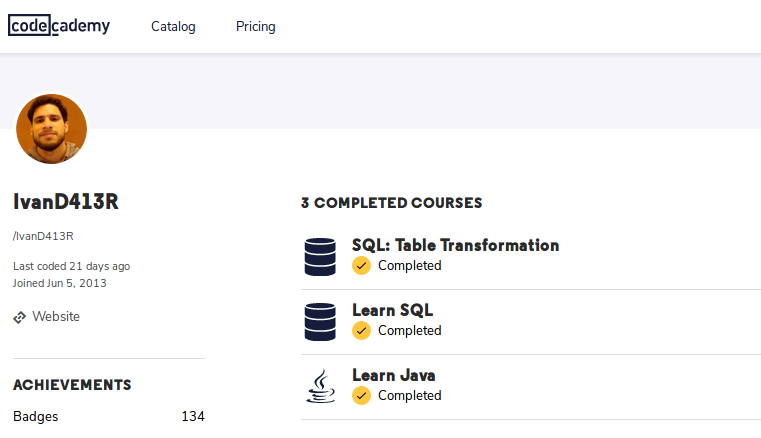 codecademy
Catalog
Pricing
IvanD413R
/IvanD413R
Last coded 21 days ago
Joined Jun 5, 2013
Website
ACHIEVEMENTS
Badges 134
3 COMPLETED COURSES
SQL: Table Transformation
Completed
Learn SQL
Completed
Learn Java
Completed